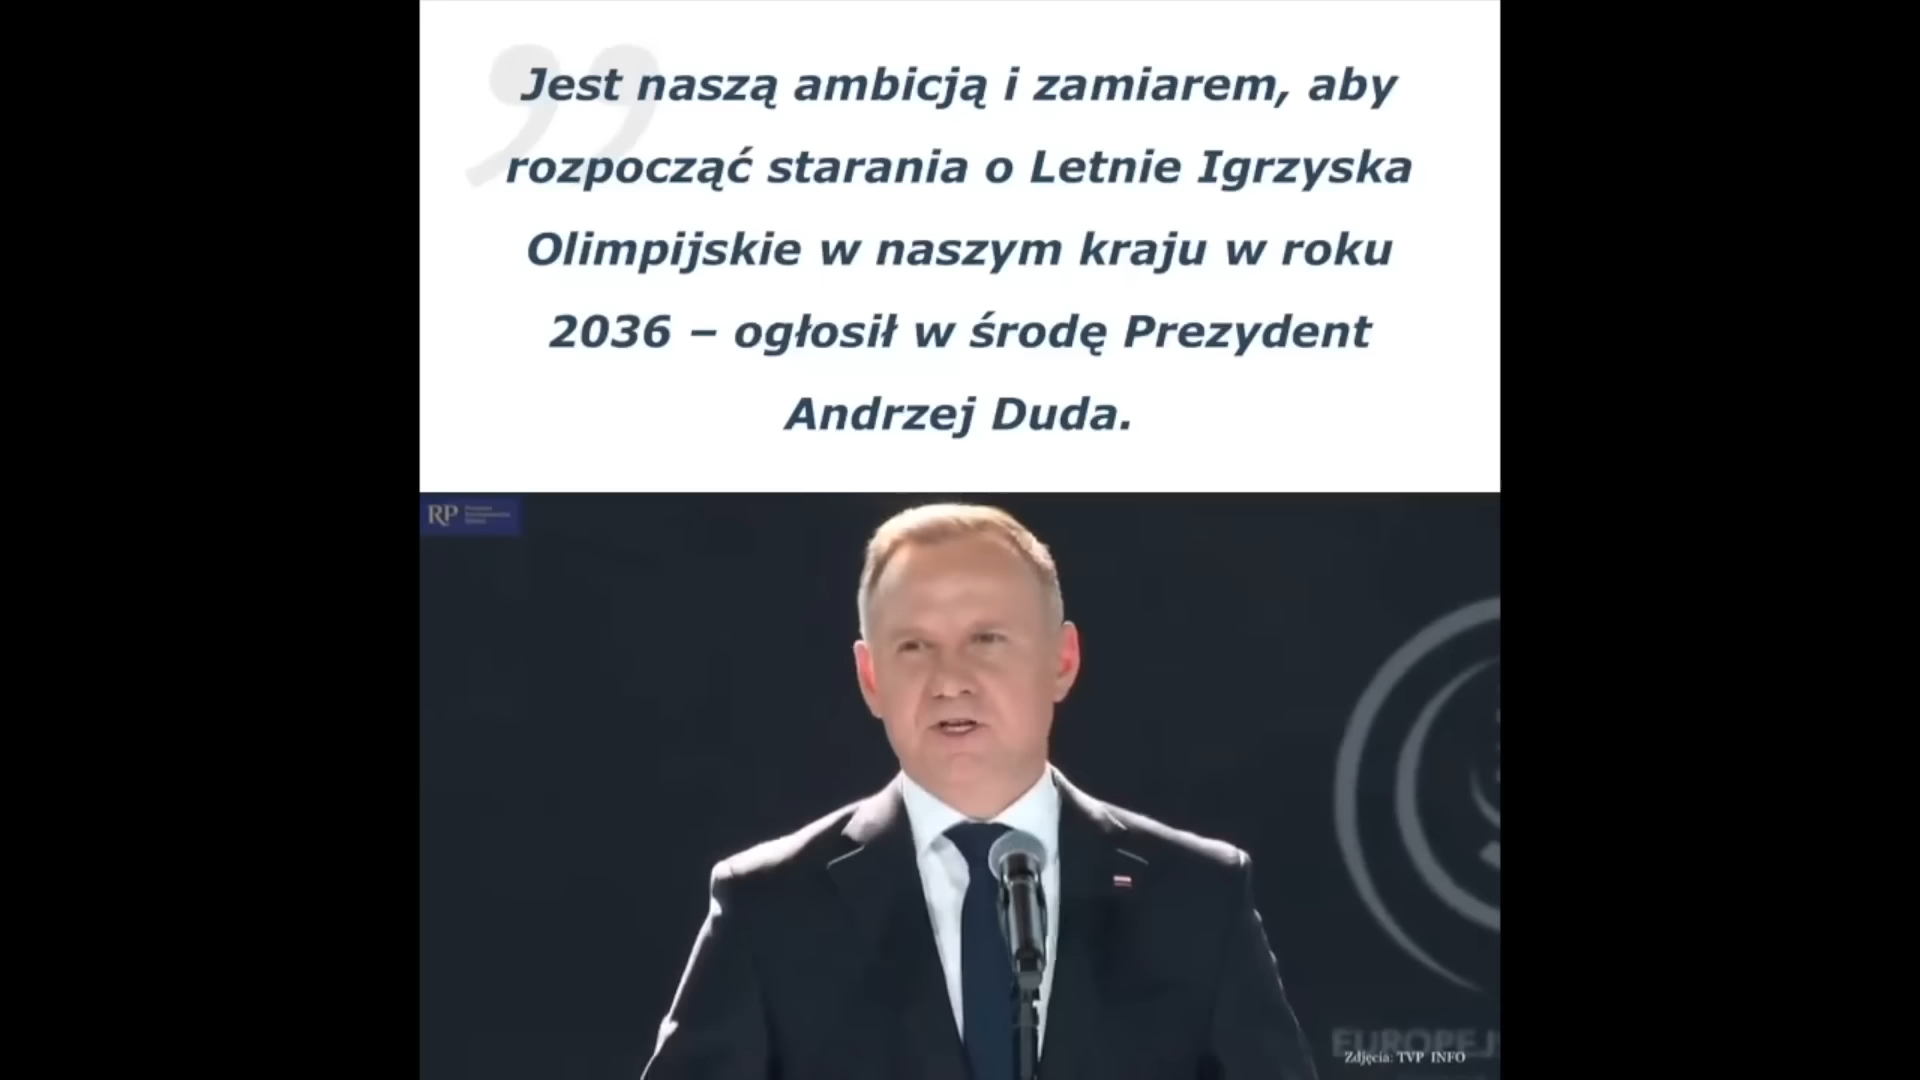 Jest naszą ambicją i zamiarem, aby
rozpocząć starania o Letnie Igrzyska
Olimpijskie w naszym kraju w roku
2036 – ogłosił w środę Prezydent
Andrzej Duda.
RP
EUROPEJ
Zdjęcia: TVP INFO